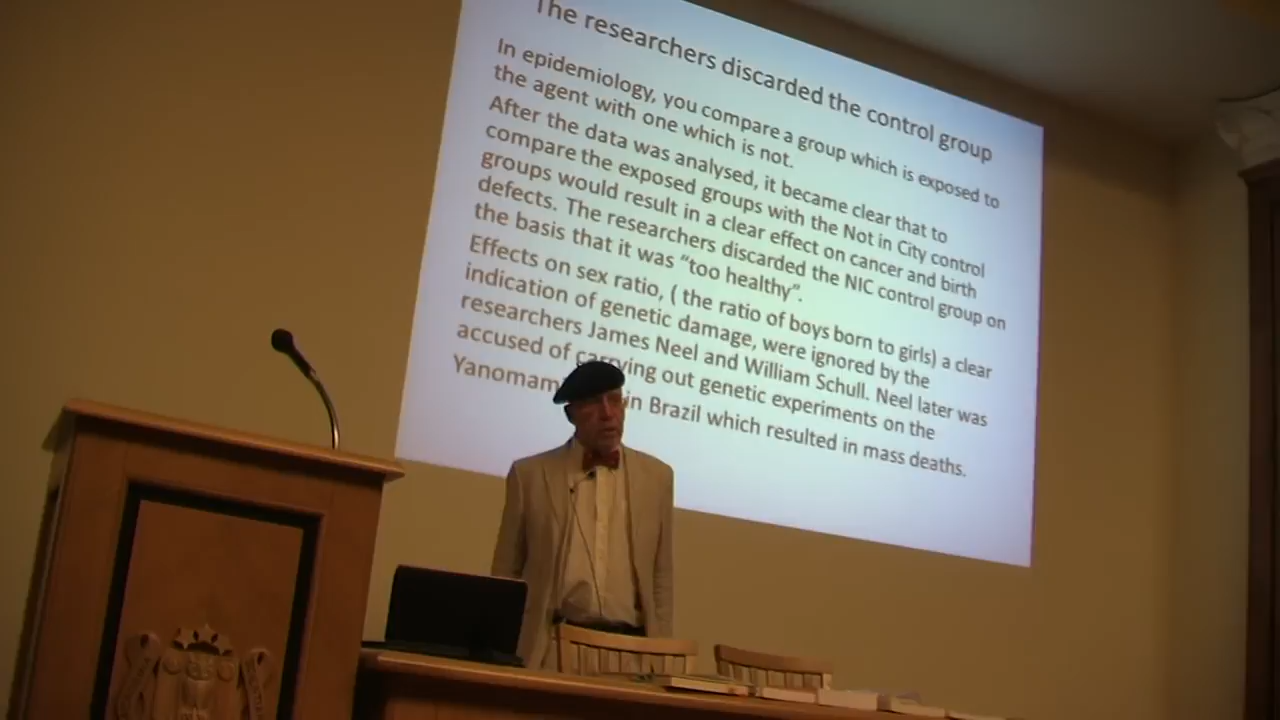 The researchers discarded the control group
In epidemiology, you compare a group which is exposed to
the agent with one which is not.
After the data was analysed, it became clear that to
compare the exposed groups with the Not in City control
groups would result in a clear effect on cancer and birth
defects. The researchers discarded the NIC control group on
the basis that it was “too healthy”.
Effects on sex ratio, ( the ratio of boys born to girls) a clear
indication of genetic damage, were ignored by the
researchers James Neel and William Schull. Neel later was
accused of carrying out genetic experiments on the
in Brazil which resulted in mass deaths.